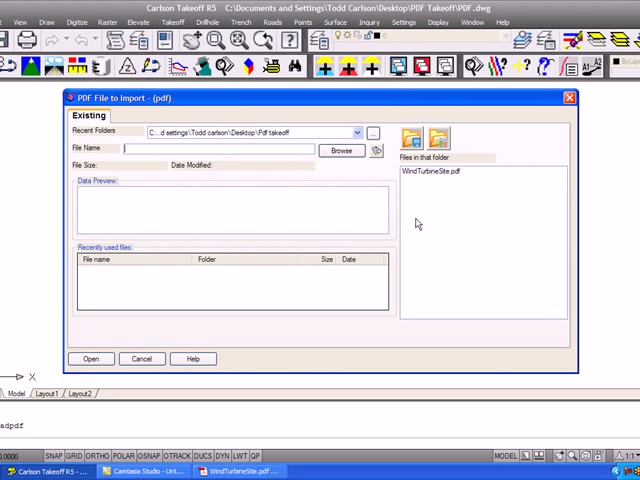 Carlson Takeoff R5   C:\Documents and Settings\Todd Carlson\Desktop\PDF Takeoff\PDF.dwg
View Draw Digitize Raster Elevate Takeoff Drillhole Trench Roads Points Surface Inquiry Settings Display Window Help
PDF File to Import - (pdf)
Existing
Recent Folders C:...d settings\Todd carlson\Desktop\Pdf takeoff ...
File Name Browse
Files in that folder
File Size: Date Modified:
WindTurbineSite.pdf
Data Preview:
Recently used files:
File name Folder Size Date
Open Cancel Help
X
Model Layout1 Layout2
adpdf
0.0000 SNAP GRID ORTHO POLAR OSNAP OTRACK DUCS DYN LWT QP MODEL 1:1
Carlson Takeoff R5 - ... Camtasia Studio - Unt... WindTurbineSite.pdf ...